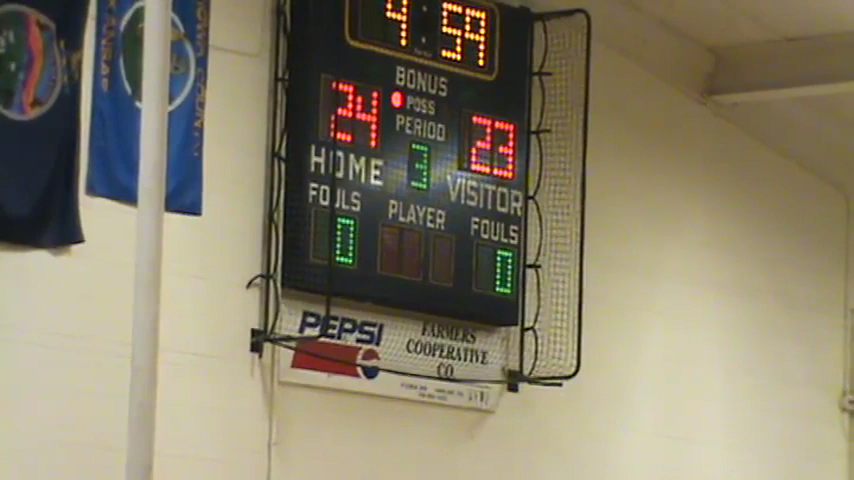 KANSAS
4:59
BONUS
24 POSS 23
PERIOD
HOME 3 VISITOR
FOULS PLAYER FOULS
0 0
PEPSI
FARMERS
COOPERATIVE
CO.